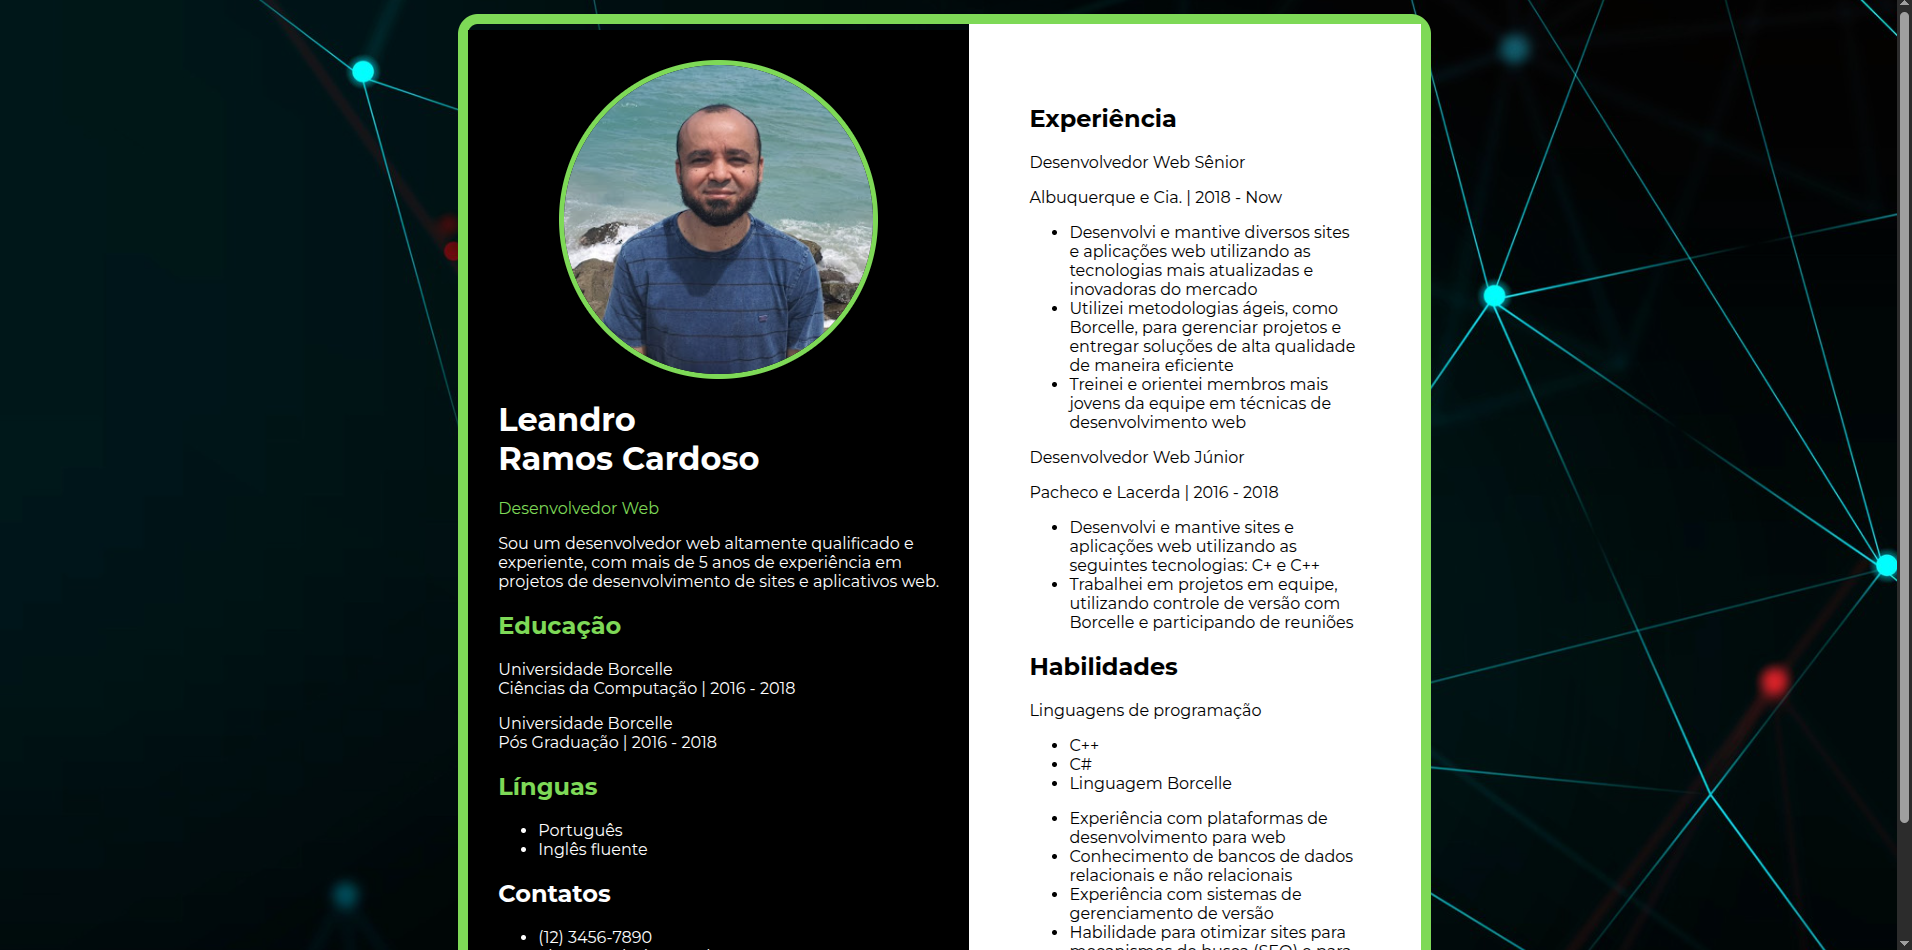 Leandro
Ramos Cardoso
Desenvolvedor Web
Sou um desenvolvedor web altamente qualificado e
experiente, com mais de 5 anos de experiência em
projetos de desenvolvimento de sites e aplicativos web.
Educação
Universidade Borcelle
Ciências da Computação | 2016 - 2018
Universidade Borcelle
Pós Graduação | 2016 - 2018
Línguas
Português
Inglês fluente
Contatos
(12) 3456-7890
Experiência
Desenvolvedor Web Sênior
Albuquerque e Cia. | 2018 - Now
Desenvolvi e mantive diversos sites
e aplicações web utilizando as
tecnologias mais atualizadas e
inovadoras do mercado
Utilizei metodologias ágeis, como
Borcelle, para gerenciar projetos e
entregar soluções de alta qualidade
de maneira eficiente
Treinei e orientei membros mais
jovens da equipe em técnicas de
desenvolvimento web
Desenvolvedor Web Júnior
Pacheco e Lacerda | 2016 - 2018
Desenvolvi e mantive sites e
aplicações web utilizando as
seguintes tecnologias: C+ e C++
Trabalhei em projetos em equipe,
utilizando controle de versão com
Borcelle e participando de reuniões
Habilidades
Linguagens de programação
C++
C#
Linguagem Borcelle
Experiência com plataformas de
desenvolvimento para web
Conhecimento de bancos de dados
relacionais e não relacionais
Experiência com sistemas de
gerenciamento de versão
Habilidade para otimizar sites para
mecanismos de busca (SEO) e para